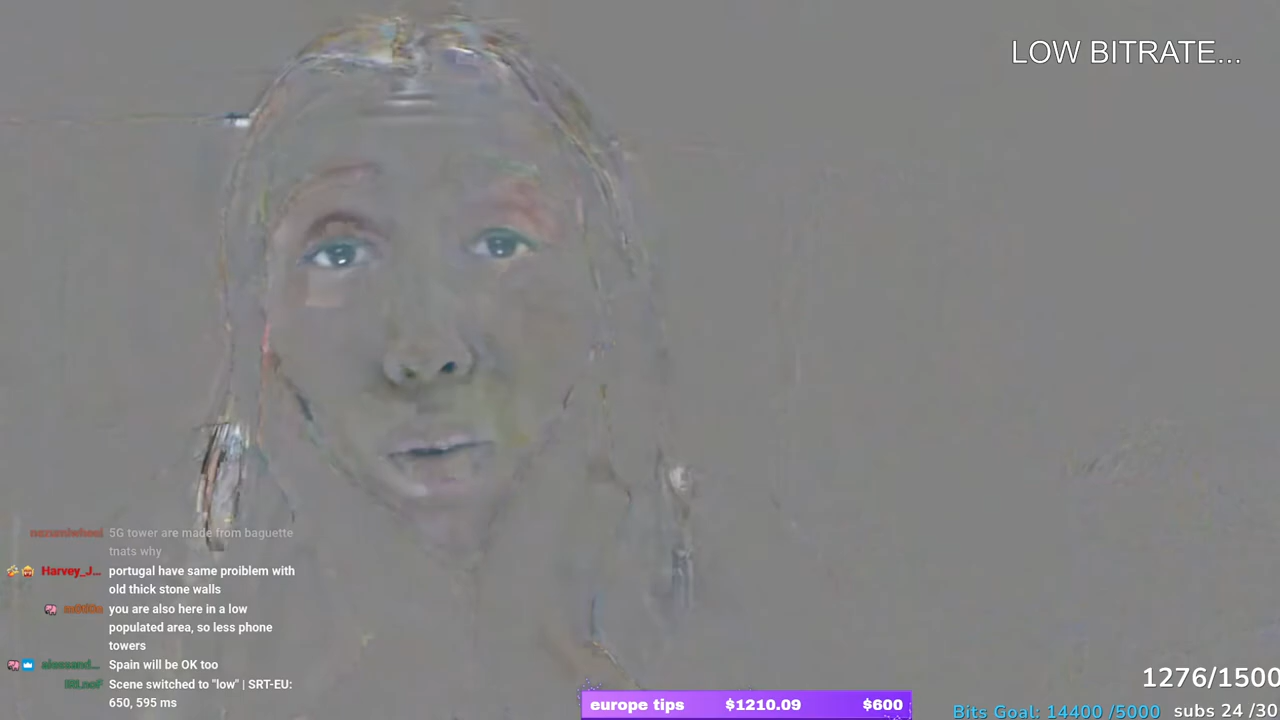 LOW BITRATE...
5G tower are made from baguette
tnats why
Harvey_J... portugal have same proiblem with
old thick stone walls
you are also here in a low
populated area, so less phone
towers
alessand... Spain will be OK too
Scene switched to "low" | SRT-EU:
650, 595 ms
europe tips $1210.09 $600
1276/1500
Bits Goal: 14400 /5000 subs 24 /30